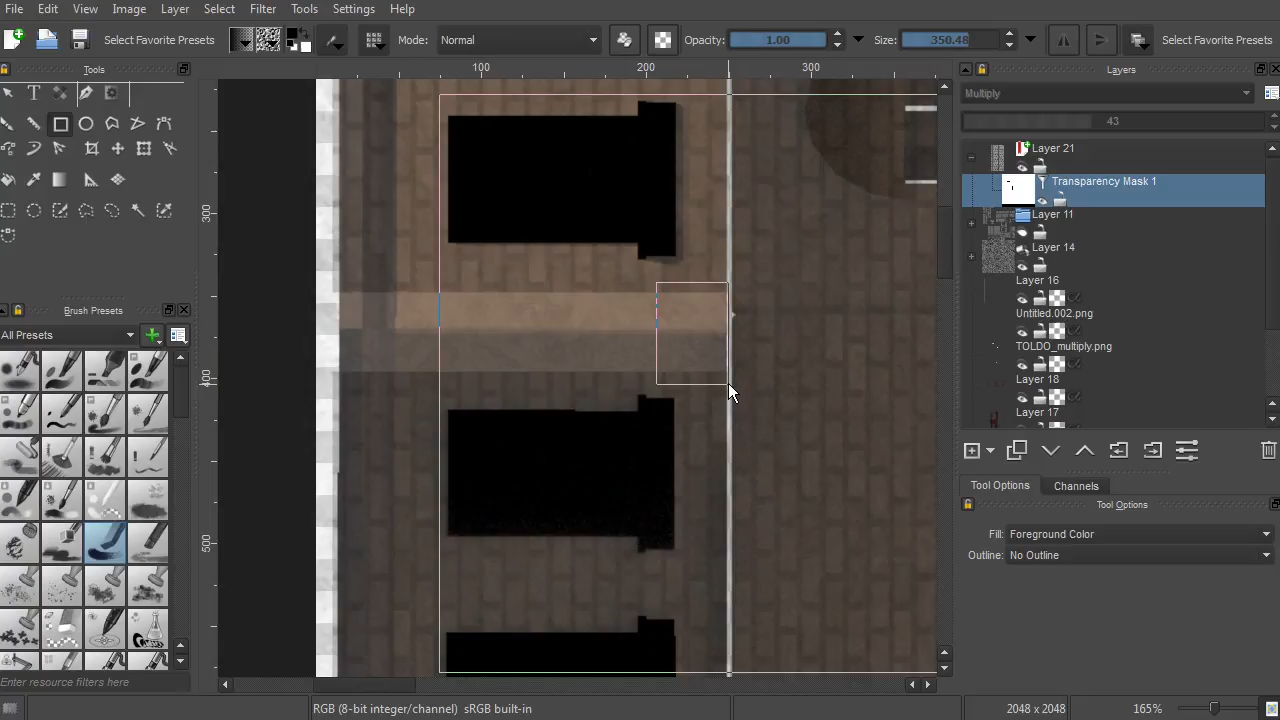 File Edit View Image Layer Select Filter Tools Settings Help
Select Favorite Presets Mode: Normal Opacity: 1.00 Size: 350.48 Select Favorite Presets
Tools
100 200 300
Layers
Multiply
43
Layer 21
Transparency Mask 1
Layer 11
Layer 14
Layer 16
Untitled.002.png
TOLDO_multiply.png
Layer 18
Layer 17
300
400
500
Brush Presets
All Presets
Enter resource filters here
Tool Options Channels
Tool Options
Fill: Foreground Color
Outline: No Outline
RGB (8-bit integer/channel) sRGB built-in 2048 x 2048 165%